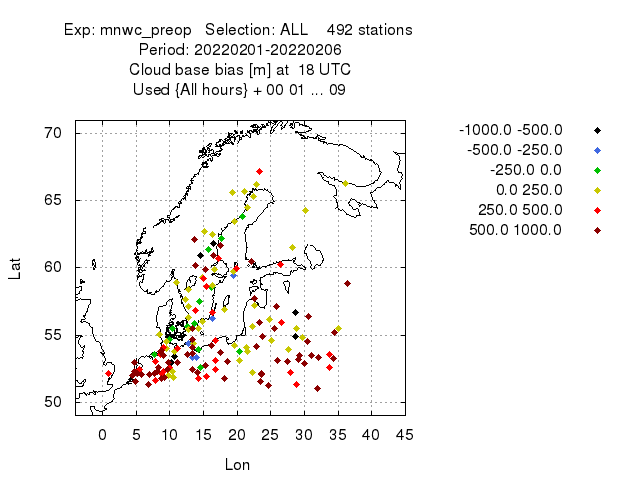 Exp: mnwc_preop   Selection: ALL    492 stations
Period: 20220201-20220206
Cloud base bias [m] at  18 UTC
Used {All hours} + 00 01 ... 09
-1000.0 -500.0
-500.0 -250.0
-250.0 0.0
0.0 250.0
250.0 500.0
500.0 1000.0
70
65
60
55
50
Lat
0 5 10 15 20 25 30 35 40 45
Lon